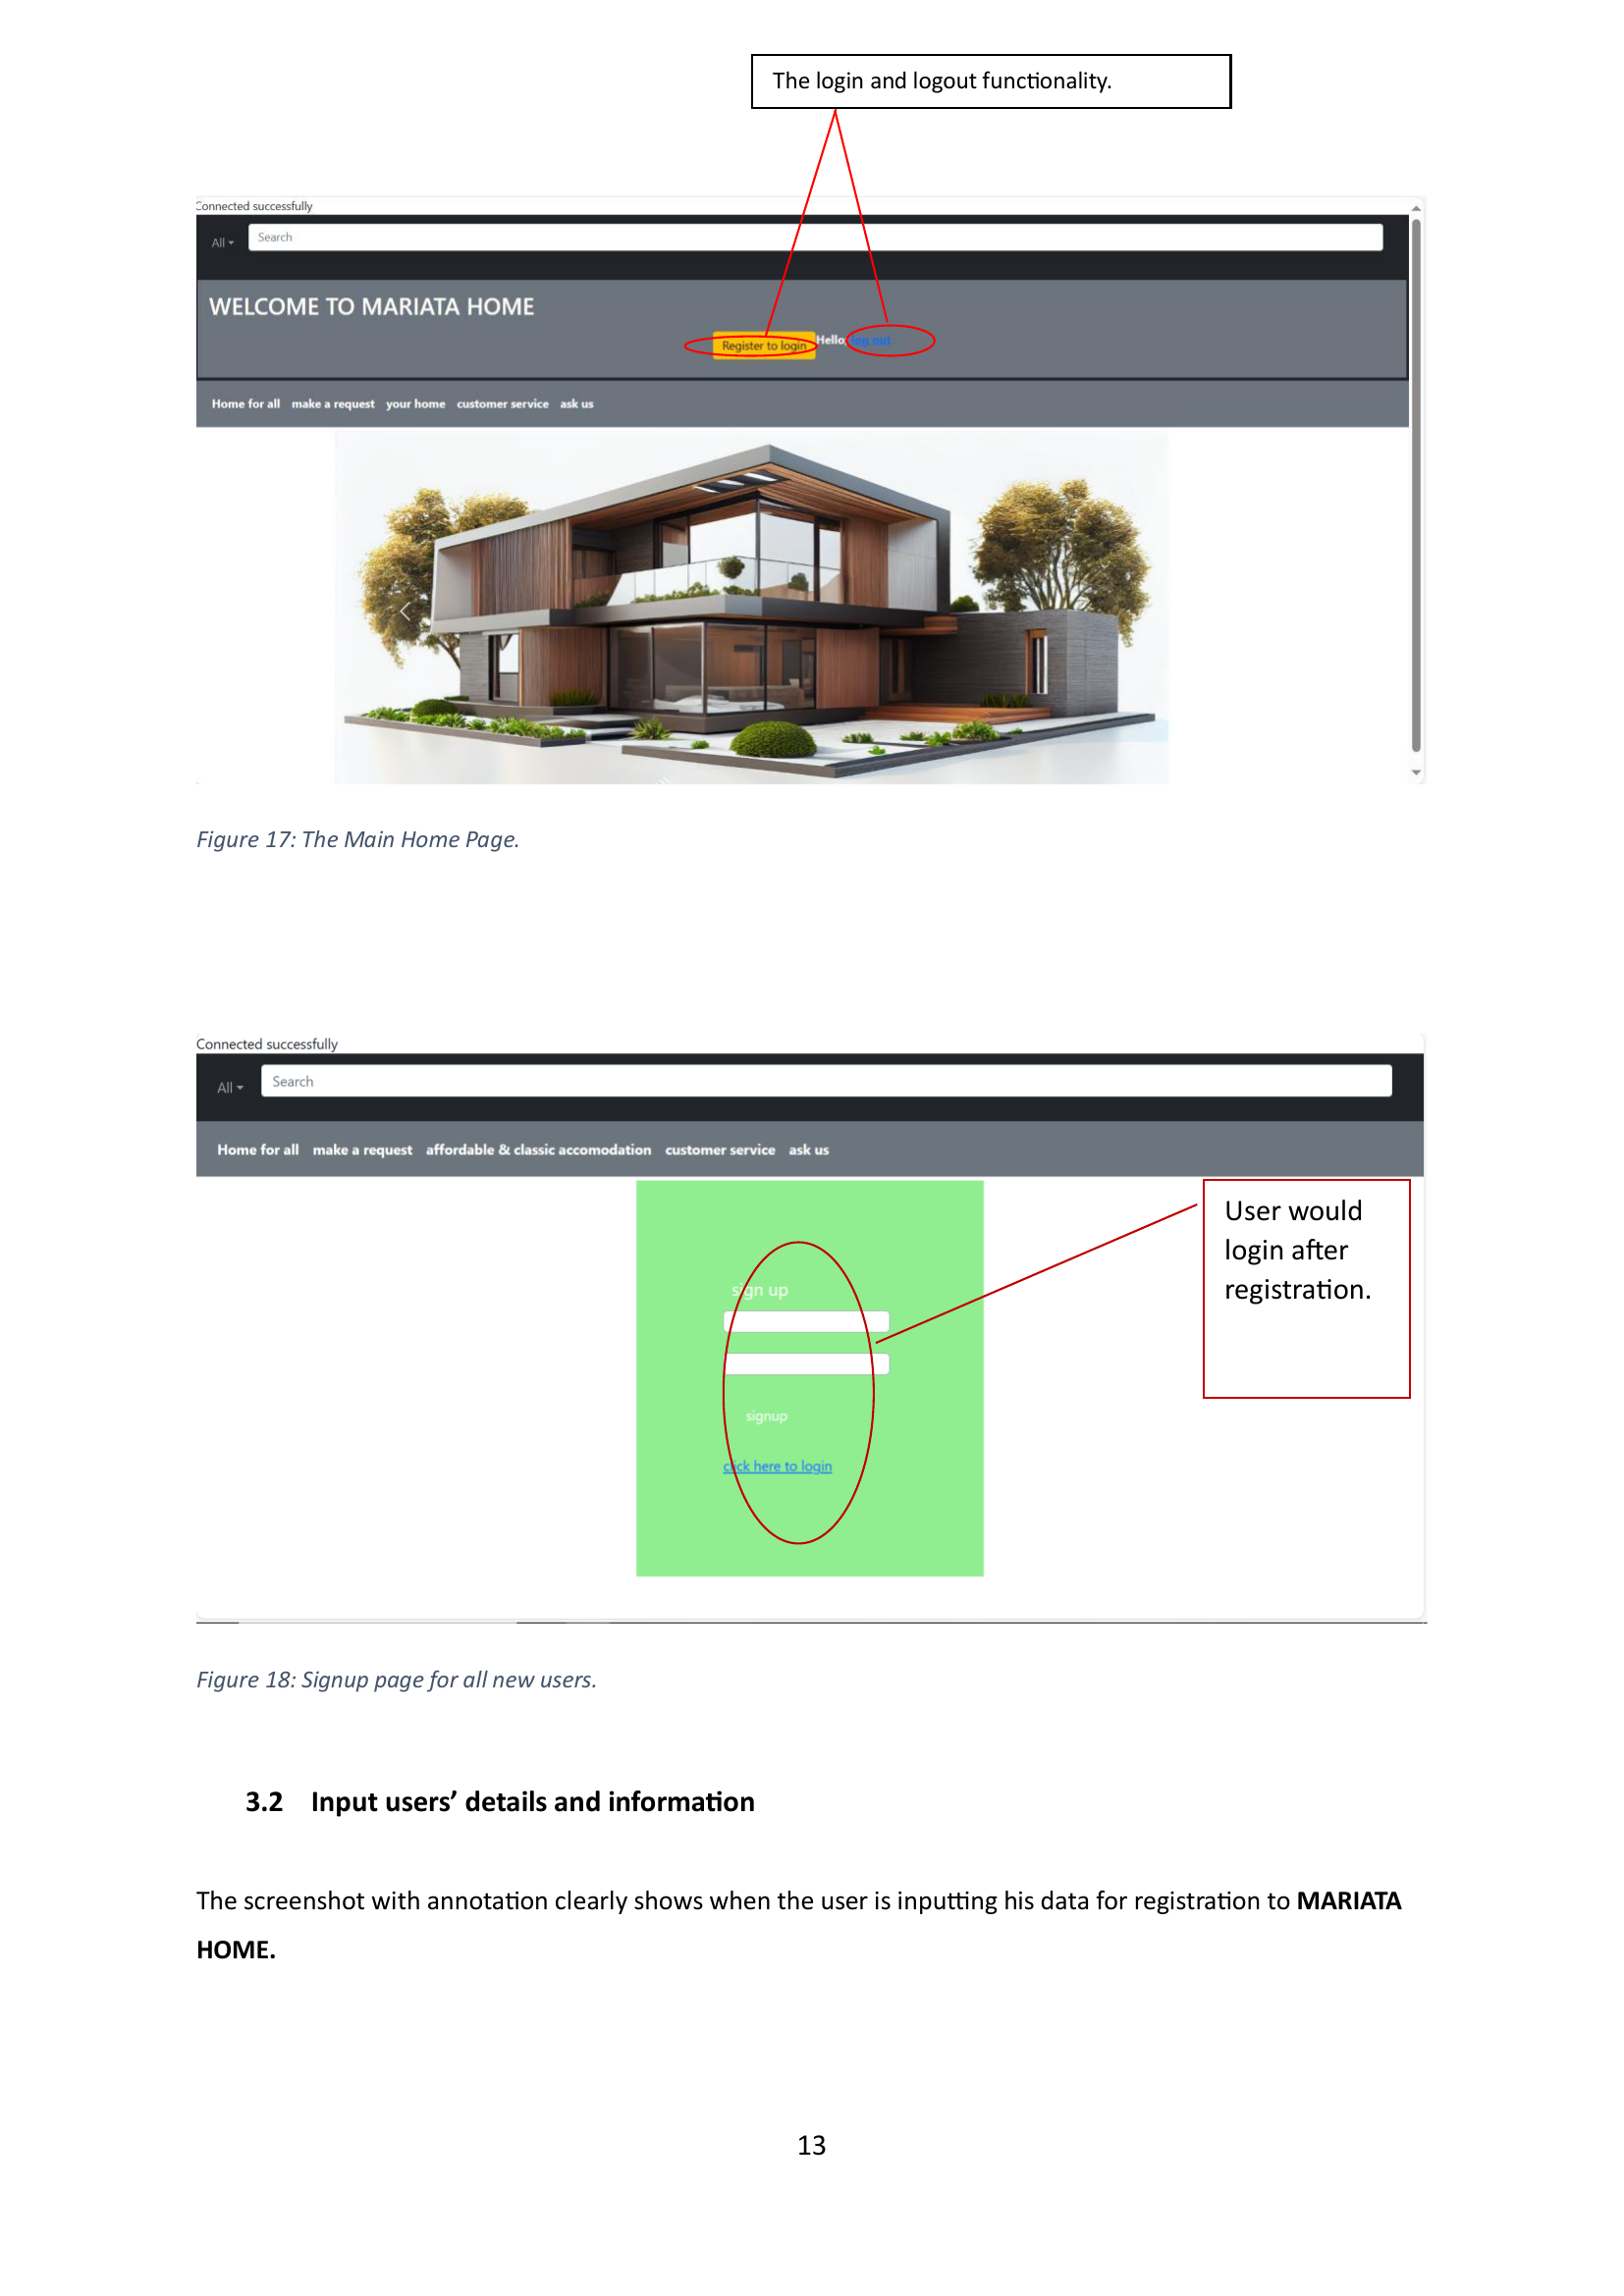 The login and logout functionality.
Connected successfully
All
Search
WELCOME TO MARIATA HOME
Register to login Hello, log out
Home for all make a request your home customer service ask us
Figure 17: The Main Home Page.
Connected successfully
All
Search
Home for all make a request affordable & classic accomodation customer service ask us
User would
login after
registration.
sign up
signup
click here to login
Figure 18: Signup page for all new users.
3.2 Input users’ details and information
The screenshot with annotation clearly shows when the user is inputting his data for registration to MARIATA
HOME.
13